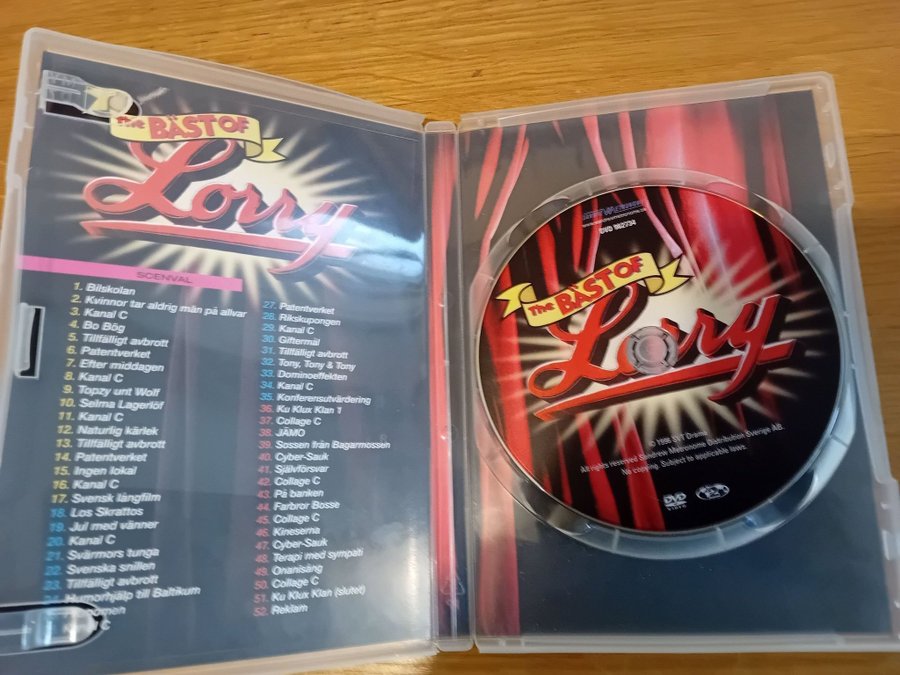 The BÄST OF
Lorry
SCENVAL
1. Bilskolan
2. Kvinnor tar aldrig män på allvar
3. Kanal C
4. Bo Bög
5. Tillfälligt avbrott
6. Patentverket
7. Efter middagen
8. Kanal C
9. Topzy unt Wolf
10. Selma Lagerlöf
11. Kanal C
12. Naturlig kärlek
13. Tillfälligt avbrott
14. Patentverket
15. Ingen lokal
16. Kanal C
17. Svensk långfilm
18. Los Skrattos
19. Jul med vänner
20. Kanal C
21. Svärmors tunga
22. Svenska snillen
23. Tillfälligt avbrott
Humorhjälp till Baltikum
C
27. Patentverket
28. Rikskupongen
29. Kanal C
30. Giftermål
31. Tillfälligt avbrott
32. Tony, Tony & Tony
33. Dominoeffekten
34. Kanal C
35. Konferensutvärdering
36. Ku Klux Klan 1
37. Collage C
38. JÄMO
39. Sossen från Bagarmossen
40. Cyber-Sauk
41. Självförsvar
42. Collage C
43. På banken
44. Farbror Bosse
45. Collage C
46. Kineserna
47. Cyber-Sauk
48. Terapi med sympati
49. Onanisång
50. Collage C
51. Ku Klux Klan (slutet)
52. Reklam
DVD 982734
The BÄST OF
Lorry
© 1996 SVT Drama
All rights reserved Sandrew Metronome Distribution Sverige AB.
No copying. Subject to applicable laws.
DVD
VIDEO